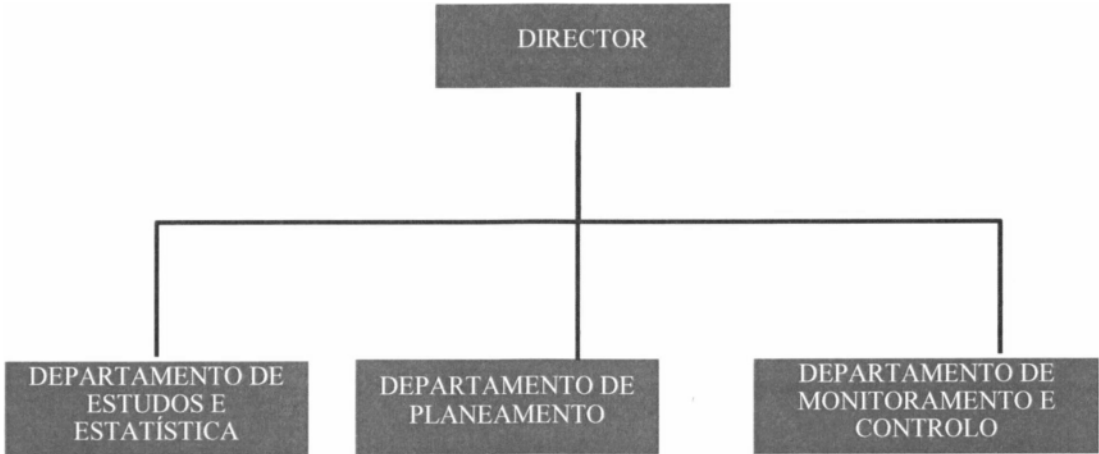 DIRECTOR
DEPARTAMENTO DE
ESTUDOS E
ESTATÍSTICA
DEPARTAMENTO DE
PLANEAMENTO
DEPARTAMENTO DE
MONITORAMENTO E
CONTROLO